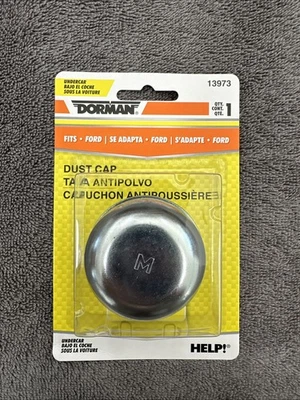 UNDERCAR
BAJO EL COCHE
SOUS LA VOITURE
13973
DORMAN
QTY.
CONT.
QTÉ.
1
FITS • FORD | SE ADAPTA • FORD | S'ADAPTE • FORD
DUST CAP
TAPA ANTIPOLVO
CAPUCHON ANTIPOUSSIÈRE
M
UNDERCAR
BAJO EL COCHE
SOUS LA VOITURE
HELP!®